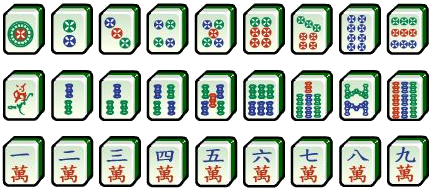 一 二 三 四 五 六 七 八 九
萬 萬 萬 萬 萬 萬 萬 萬 萬